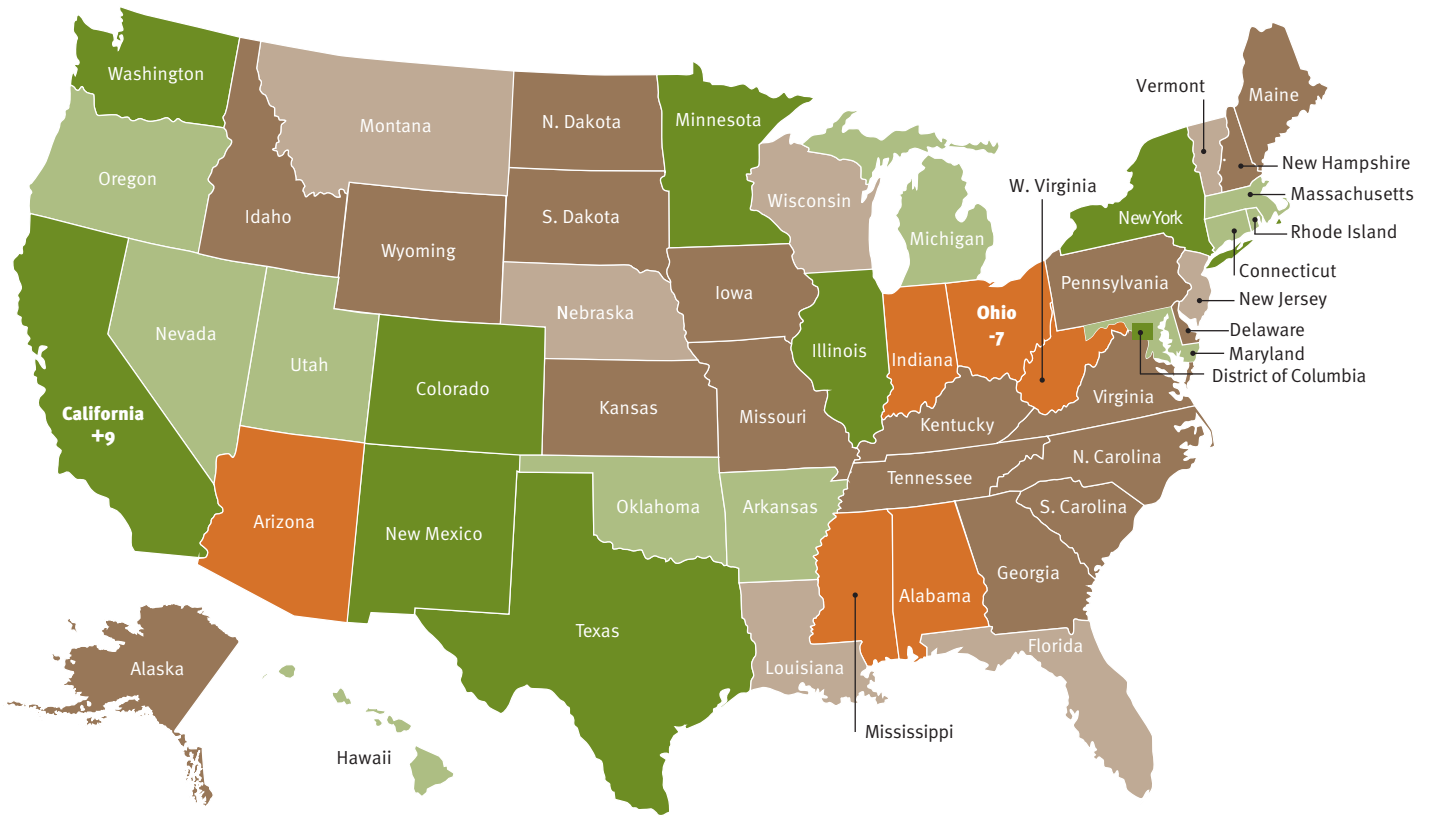 Washington
Oregon
California
+9
Nevada
Idaho
Montana
Wyoming
Utah
Arizona
Colorado
New Mexico
N. Dakota
S. Dakota
Nebraska
Kansas
Oklahoma
Texas
Minnesota
Iowa
Missouri
Arkansas
Louisiana
Wisconsin
Illinois
Michigan
Indiana
Ohio
-7
W. Virginia
Kentucky
Tennessee
Mississippi
Alabama
Georgia
Florida
S. Carolina
N. Carolina
Virginia
Pennsylvania
New York
Vermont
Maine
New Hampshire
Massachusetts
Rhode Island
Connecticut
New Jersey
Delaware
Maryland
District of Columbia
Alaska
Hawaii